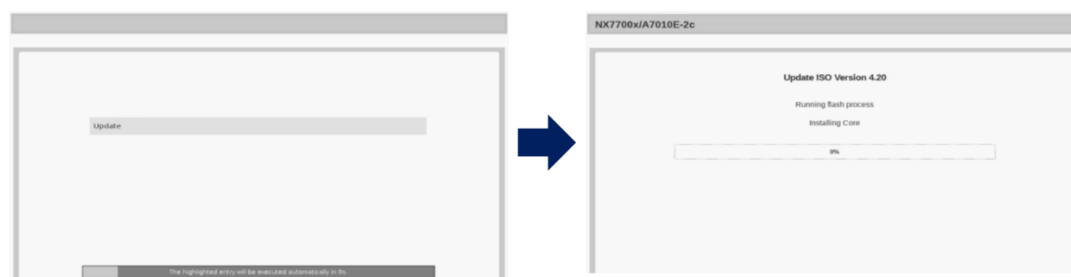 Update
The highlighted entry will be executed automatically in 9s.
NX7700x/A7010E-2c
Update ISO Version 4.20
Running flash process
Installing Core
0%